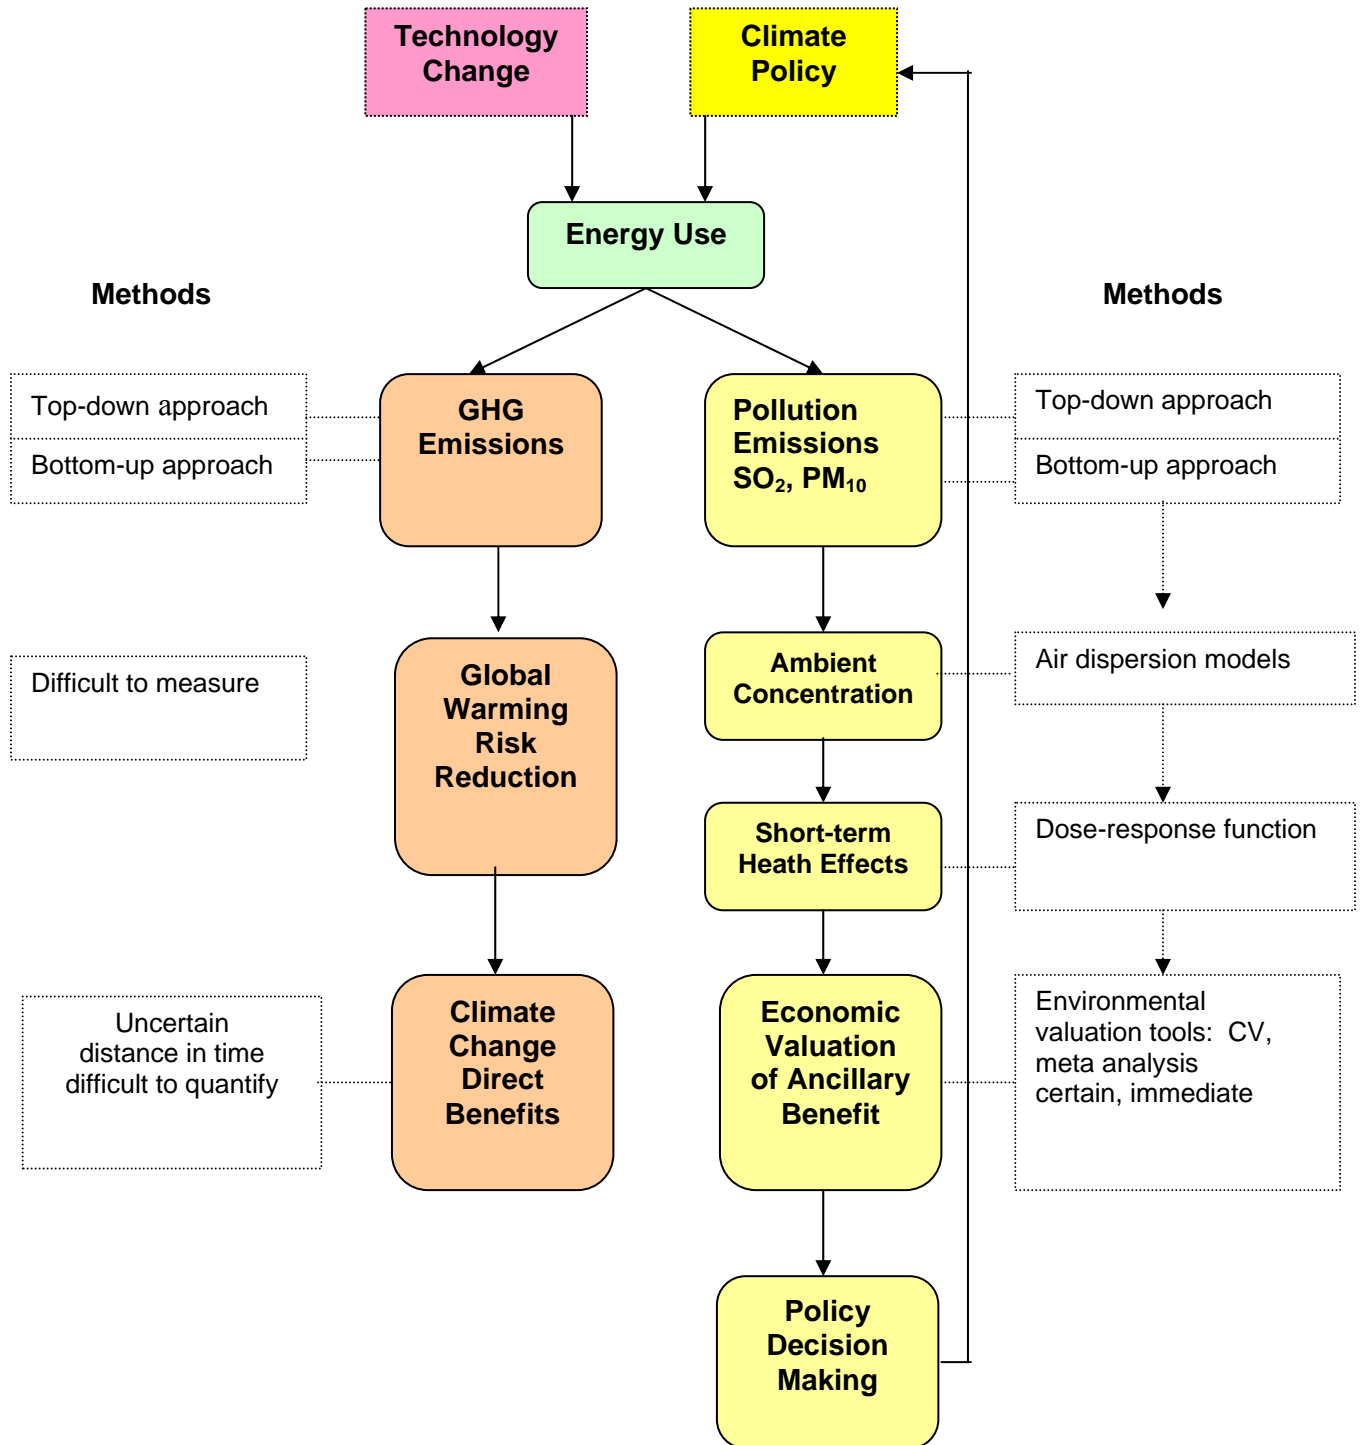 Technology
Change
Climate
Policy
Energy Use
Methods
Methods
Top-down approach
Bottom-up approach
GHG
Emissions
Pollution
Emissions
SO₂, PM₁₀
Top-down approach
Bottom-up approach
Difficult to measure
Global
Warming
Risk
Reduction
Ambient
Concentration
Air dispersion models
Short-term
Heath Effects
Dose-response function
Uncertain
distance in time
difficult to quantify
Climate
Change
Direct
Benefits
Economic
Valuation
of Ancillary
Benefit
Environmental
valuation tools: CV,
meta analysis
certain, immediate
Policy
Decision
Making